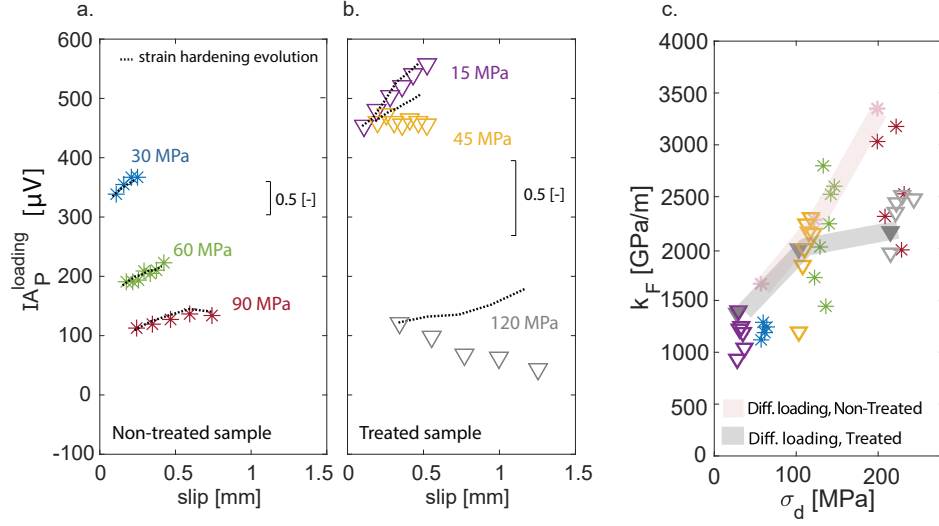 a.
b.
c.
600
500
400
300
200
100
0
-100
IA_P^loading [µV]
strain hardening evolution
30 MPa
0.5 [-]
60 MPa
90 MPa
Non-treated sample
0 0.5 1 1.5
slip [mm]
15 MPa
45 MPa
0.5 [-]
120 MPa
Treated sample
0 0.5 1 1.5
slip [mm]
4000
3500
3000
2500
2000
1500
1000
500
0
k_F [GPa/m]
Diff. loading, Non-Treated
Diff. loading, Treated
0 100 200
σ_d [MPa]